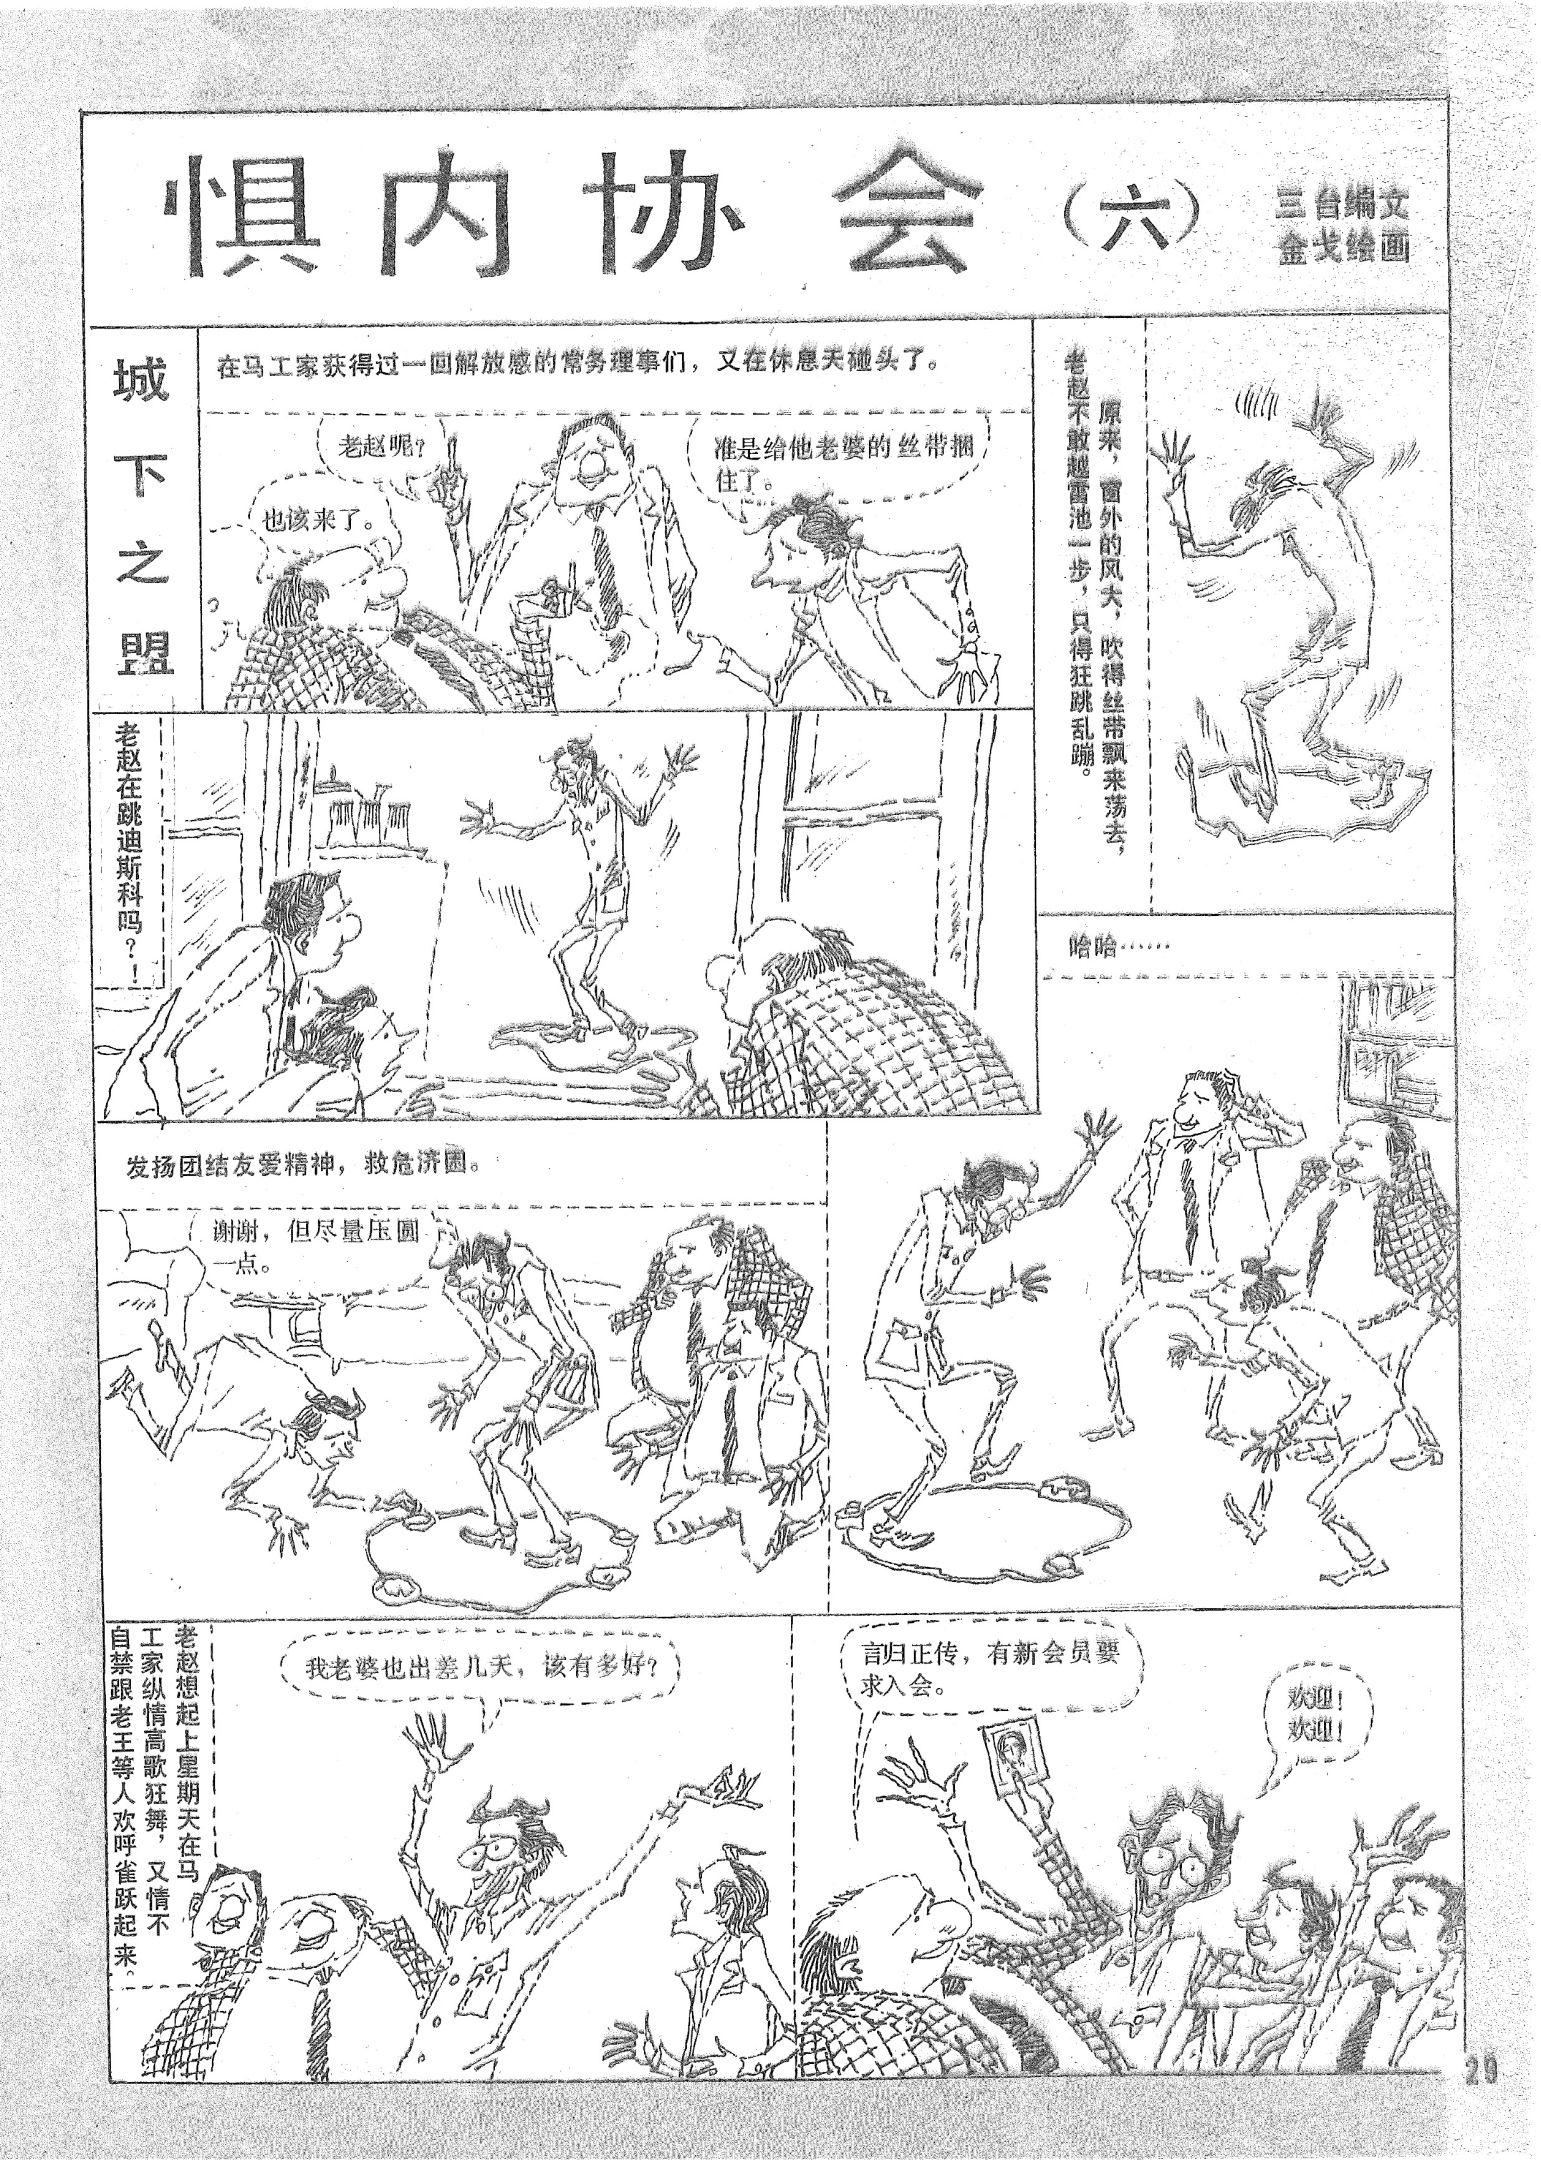 惧内协会（六）
三台编文
金戈绘画
城下之盟
在马工家获得过一回解放感的常务理事们，又在休息天碰头了。
老赵呢？
也该来了。
准是给他老婆的丝带捆
住了。
老赵在跳迪斯科吗？！
原来，窗外的风大，吹得丝带飘来荡去，
老赵不敢越雷池一步，只得狂跳乱蹦。
发扬团结友爱精神，救危济困。
谢谢，但尽量压圆
一点。
哈哈……
老赵想起上星期天在马
工家纵情高歌狂舞，又情不
自禁跟老王等人欢呼雀跃起来。
我老婆也出差几天，该有多好？
言归正传，有新会员要
求入会。
欢迎！
欢迎！
29